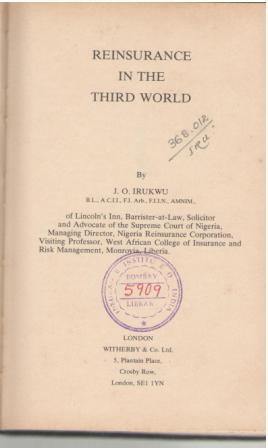 REINSURANCE
IN THE
THIRD WORLD
368.012
IRU
By
J. O. IRUKWU
B.L., A.C.I.I., F.I. Arb., F.I.I.N., AMNIM.,
of Lincoln's Inn, Barrister-at-Law, Solicitor
and Advocate of the Supreme Court of Nigeria,
Managing Director, Nigeria Reinsurance Corporation,
Visiting Professor, West African College of Insurance and
Risk Management, Monrovia, Liberia.
BOMBAY
5909
LIBRARY
INDIA
LONDON
WITHERBY & Co. Ltd.
5, Plantain Place,
Crosby Row,
London, SE1 1YN